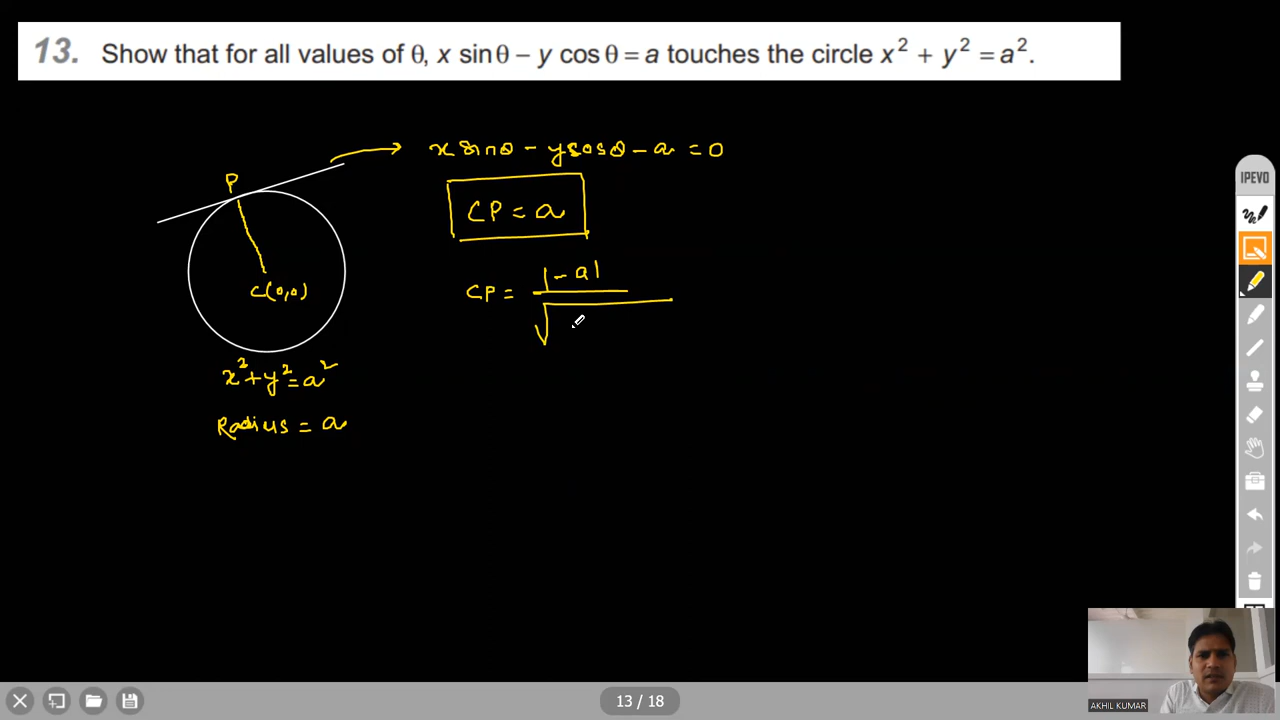 13. Show that for all values of θ, x sinθ – y cosθ = a touches the circle x² + y² = a².
x sinθ – y cosθ – a = 0
P
CP = a
CP = |-a| / √
C(0,0)
x² + y² = a²
Radius = a
IPEVO
13 / 18
AKHIL KUMAR